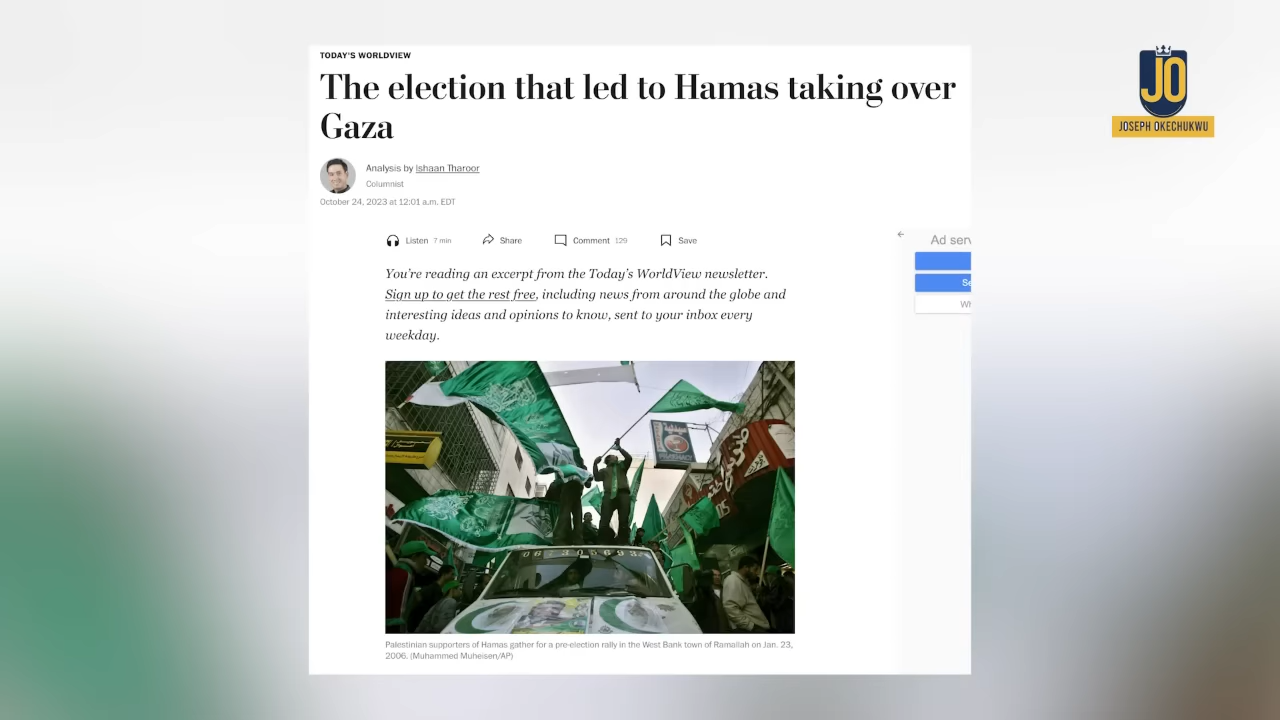 TODAY'S WORLDVIEW
The election that led to Hamas taking over
Gaza
Analysis by Ishaan Tharoor
Columnist
October 24, 2023 at 12:01 a.m. EDT
Listen 7 min Share Comment 129 Save
You're reading an excerpt from the Today's WorldView newsletter.
Sign up to get the rest free, including news from around the globe and
interesting ideas and opinions to know, sent to your inbox every
weekday.
Palestinian supporters of Hamas gather for a pre-election rally in the West Bank town of Ramallah on Jan. 23,
2006. (Muhammed Muheisen/AP)
Ad serv
Se
Wh
PHARMACY
JO
JOSEPH OKECHUKWU